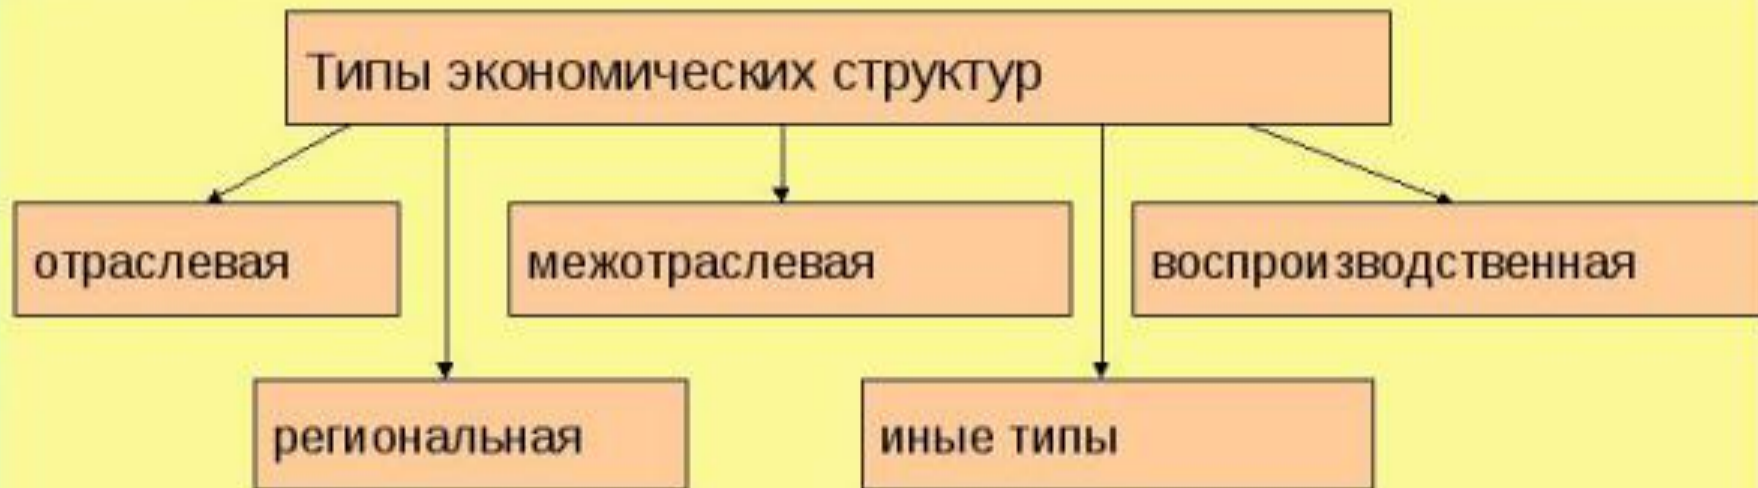 Типы экономических структур
отраслевая
межотраслевая
воспроизводственная
региональная
иные типы